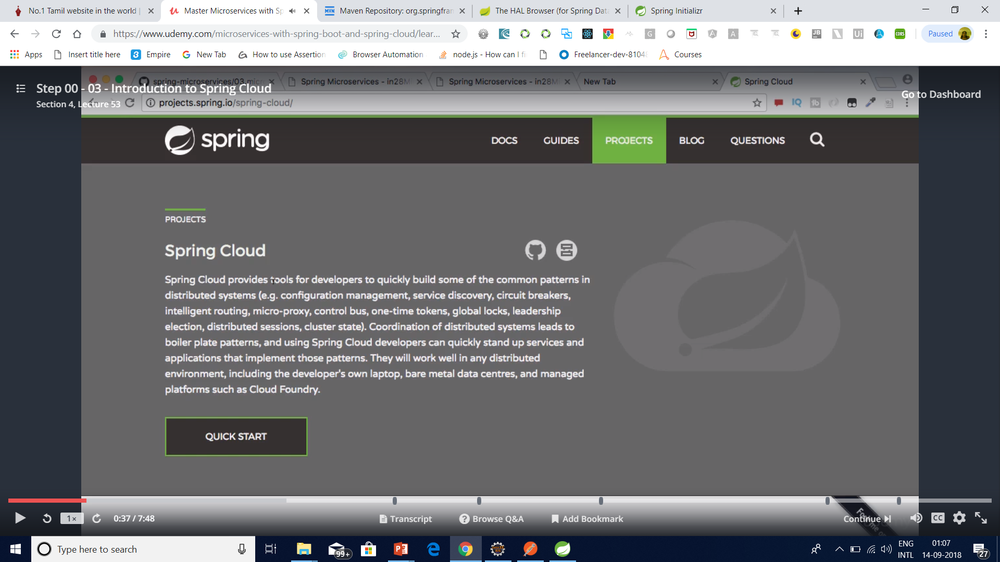 No.1 Tamil website in the world |
Master Microservices with Sp
MVN Maven Repository: org.springfran
The HAL Browser (for Spring Data
Spring Initializr
https://www.udemy.com/microservices-with-spring-boot-and-spring-cloud/lear...
Paused
Apps
Insert title here
Empire
New Tab
How to use Assertion
Browser Automation
node.js - How can I fi
Freelancer-dev-81048
Courses
spring-microservices/03.micr
Spring Microservices - in28Mi
Spring Microservices - in28Mi
New Tab
Spring Cloud
Step 00 - 03 - Introduction to Spring Cloud
Section 4, Lecture 53
Go to Dashboard
projects.spring.io/spring-cloud/
IQ
spring
DOCS
GUIDES
PROJECTS
BLOG
QUESTIONS
PROJECTS
Spring Cloud
Spring Cloud provides tools for developers to quickly build some of the common patterns in
distributed systems (e.g. configuration management, service discovery, circuit breakers,
intelligent routing, micro-proxy, control bus, one-time tokens, global locks, leadership
election, distributed sessions, cluster state). Coordination of distributed systems leads to
boiler plate patterns, and using Spring Cloud developers can quickly stand up services and
applications that implement those patterns. They will work well in any distributed
environment, including the developer's own laptop, bare metal data centres, and managed
platforms such as Cloud Foundry.
QUICK START
1×
0:37 / 7:48
Transcript
Browse Q&A
Add Bookmark
Continue
CC
Type here to search
99+
ENG
INTL
01:07
14-09-2018
27